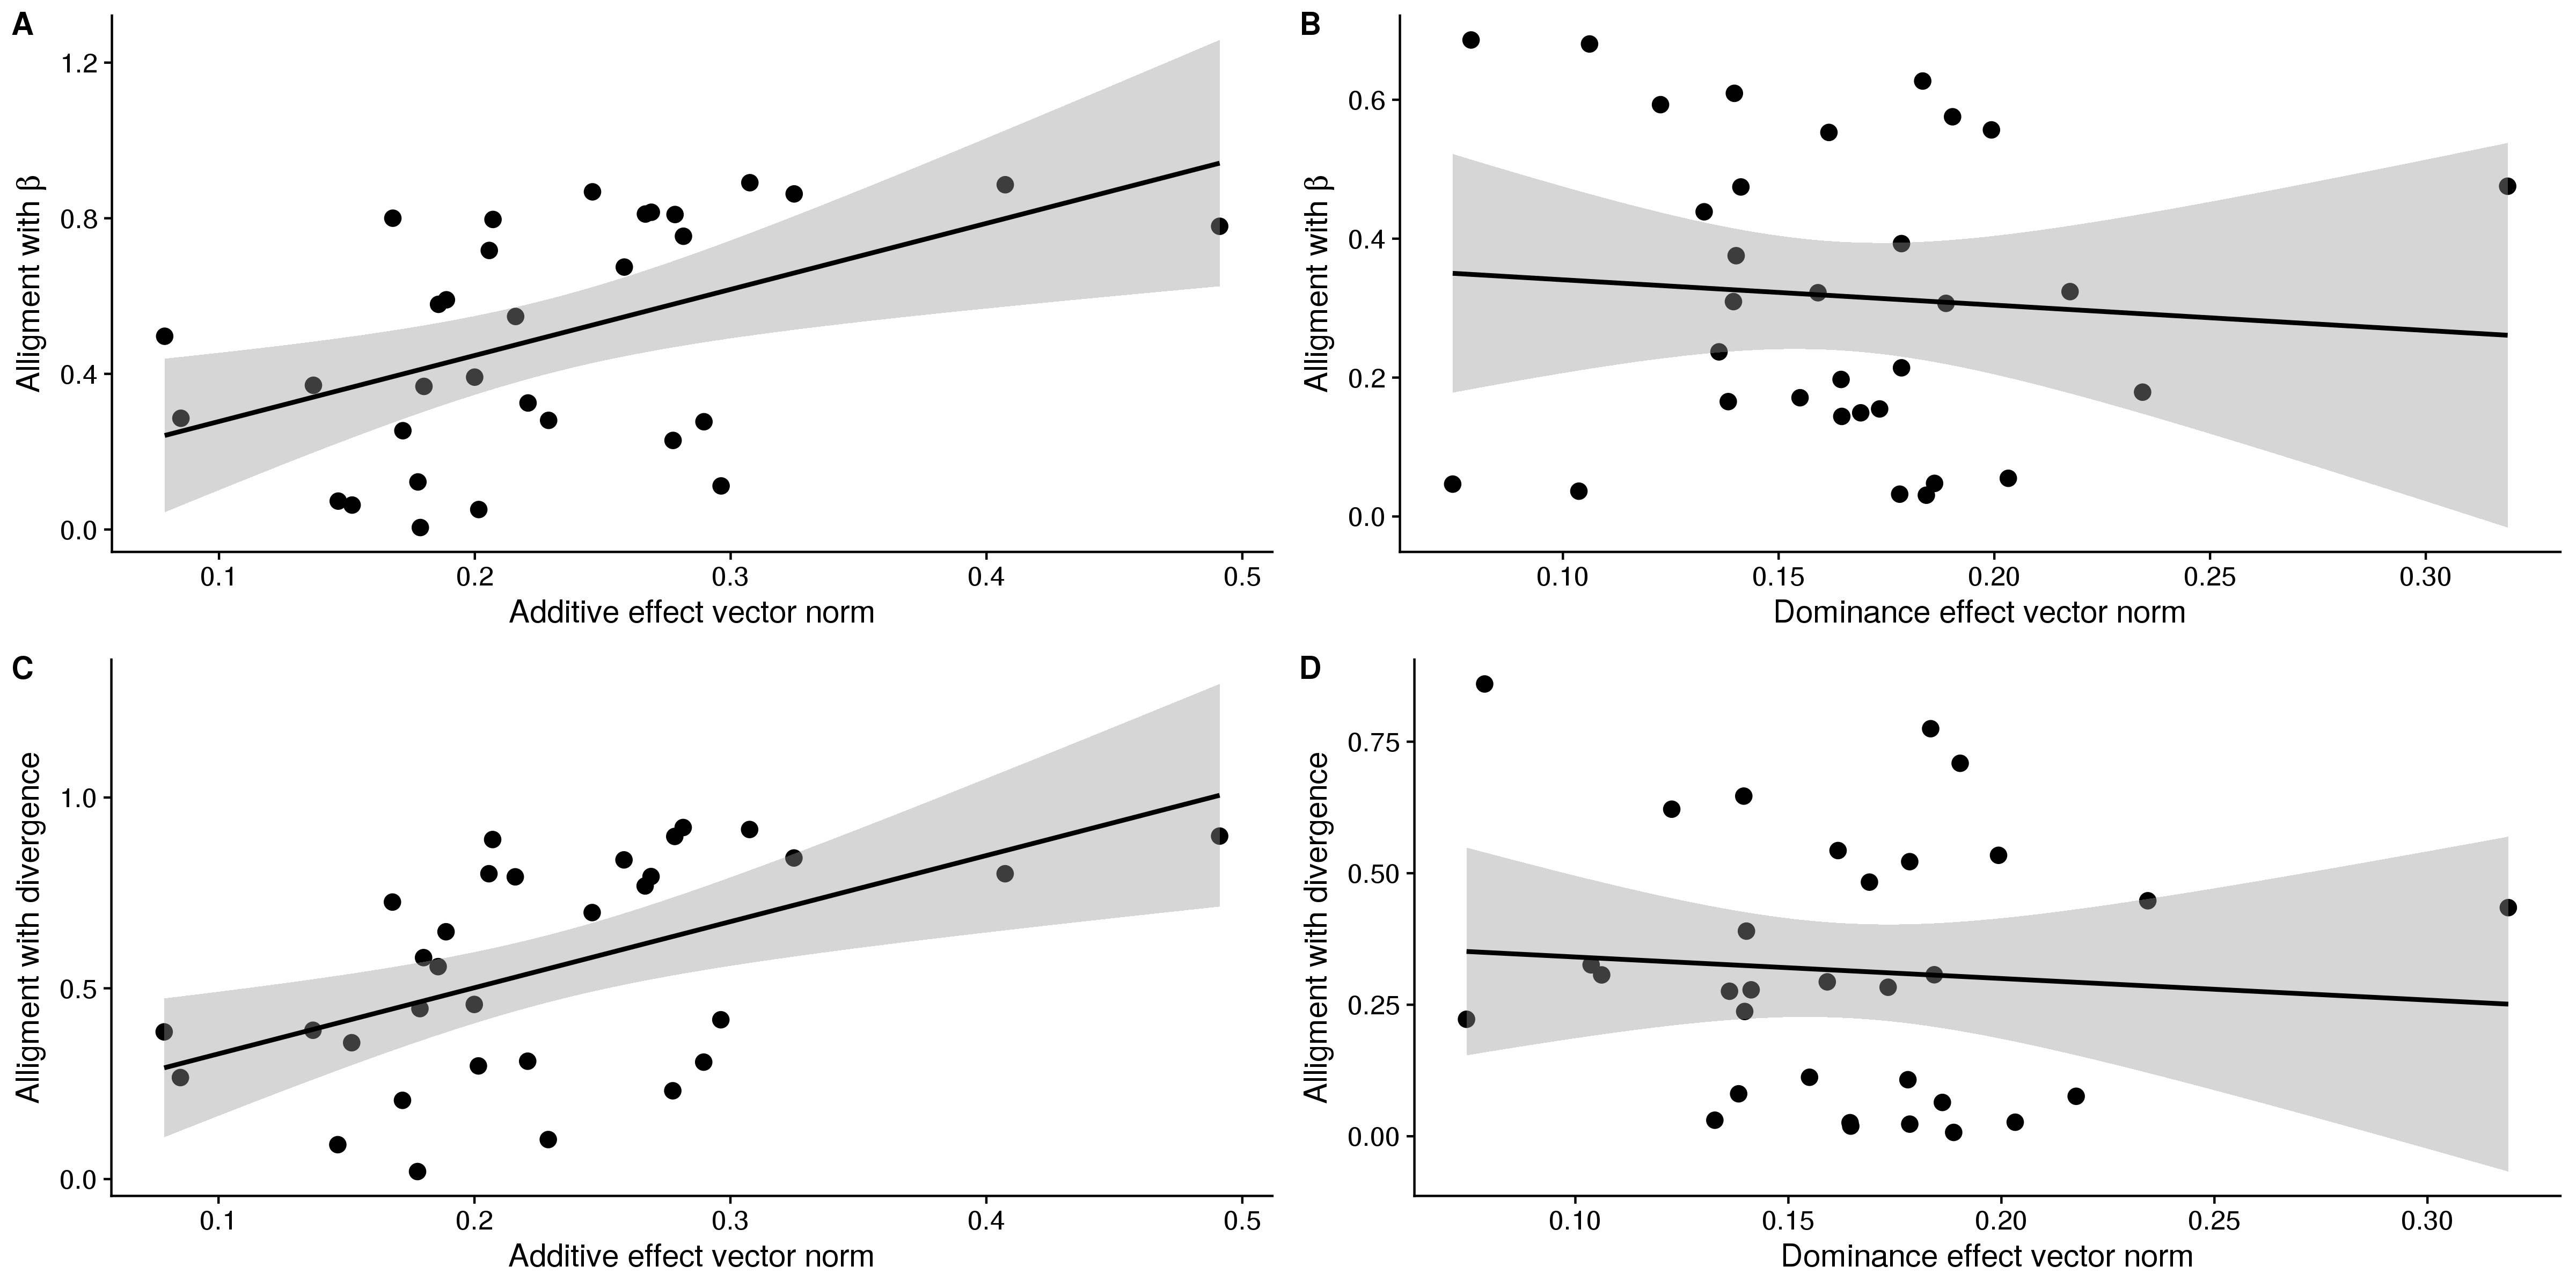 A
Alligment with β
1.2
0.8
0.4
0.0
0.1 0.2 0.3 0.4 0.5
Additive effect vector norm
B
Alligment with β
0.6
0.4
0.2
0.0
0.10 0.15 0.20 0.25 0.30
Dominance effect vector norm
C
Alligment with divergence
1.0
0.5
0.0
0.1 0.2 0.3 0.4 0.5
Additive effect vector norm
D
Alligment with divergence
0.75
0.50
0.25
0.00
0.10 0.15 0.20 0.25 0.30
Dominance effect vector norm